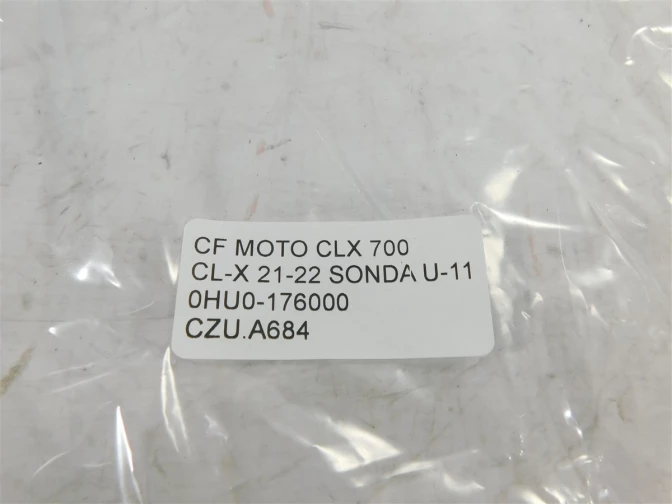 CF MOTO CLX 700
CL-X 21-22 SONDA U-11
0HU0-176000
CZU.A684